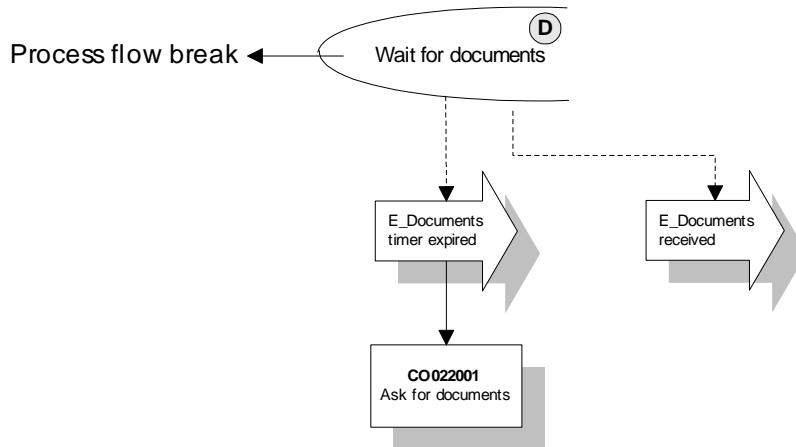 D
Process flow break
Wait for documents
E_Documents
timer expired
E_Documents
received
CO022001
Ask for documents